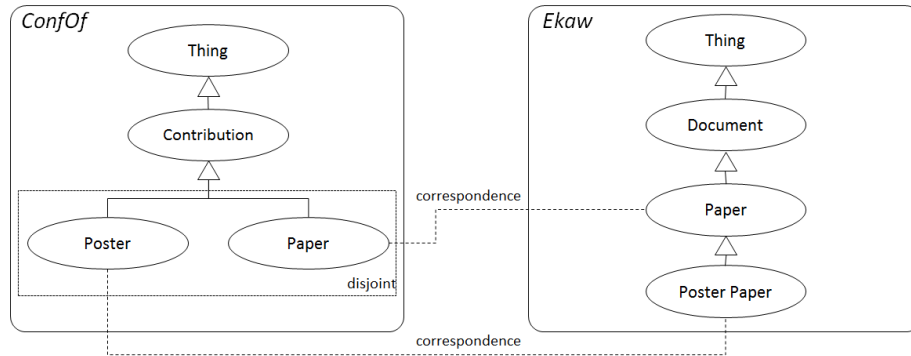 ConfOf
Thing
Contribution
Poster
Paper
disjoint
correspondence
correspondence
Ekaw
Thing
Document
Paper
Poster Paper